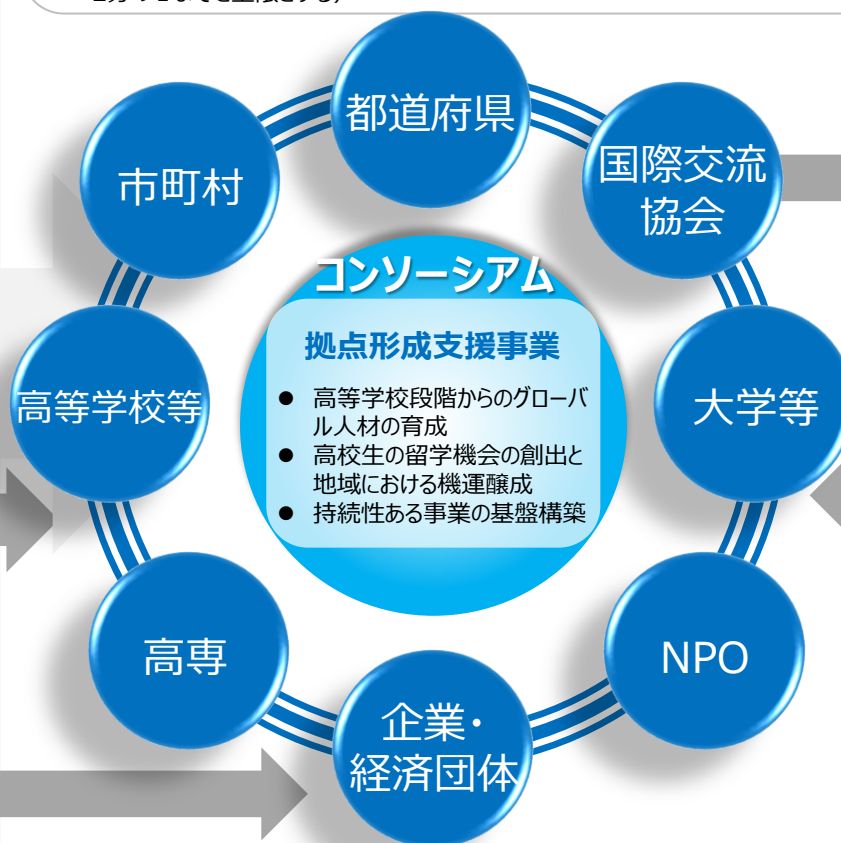 都道府県
市町村
国際交流
協会
コンソーシアム
拠点形成支援事業
● 高等学校段階からのグローバ
ル人材の育成
● 高校生の留学機会の創出と
地域における機運醸成
● 持続性ある事業の基盤構築
高等学校等
大学等
高専
NPO
企業・
経済団体